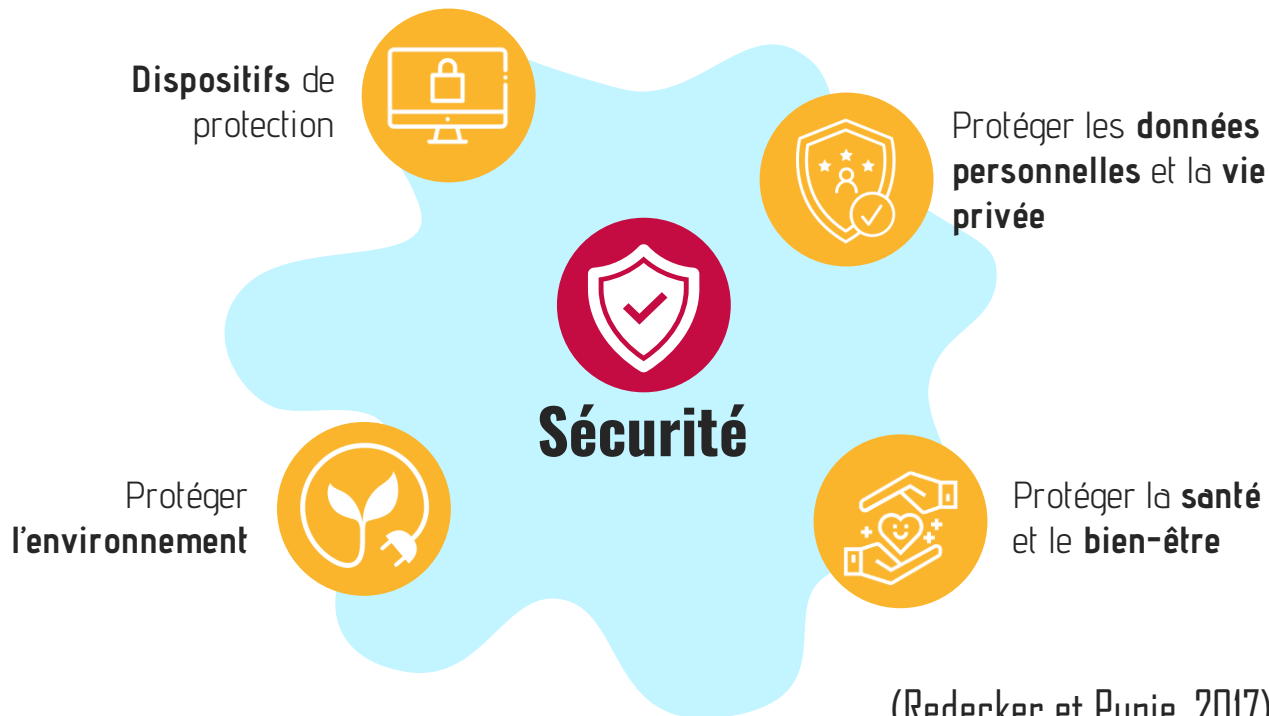 Dispositifs de
protection
Protéger les données
personnelles et la vie
privée
Sécurité
Protéger
l'environnement
Protéger la santé
et le bien-être
(Redecker et Punie, 2017)